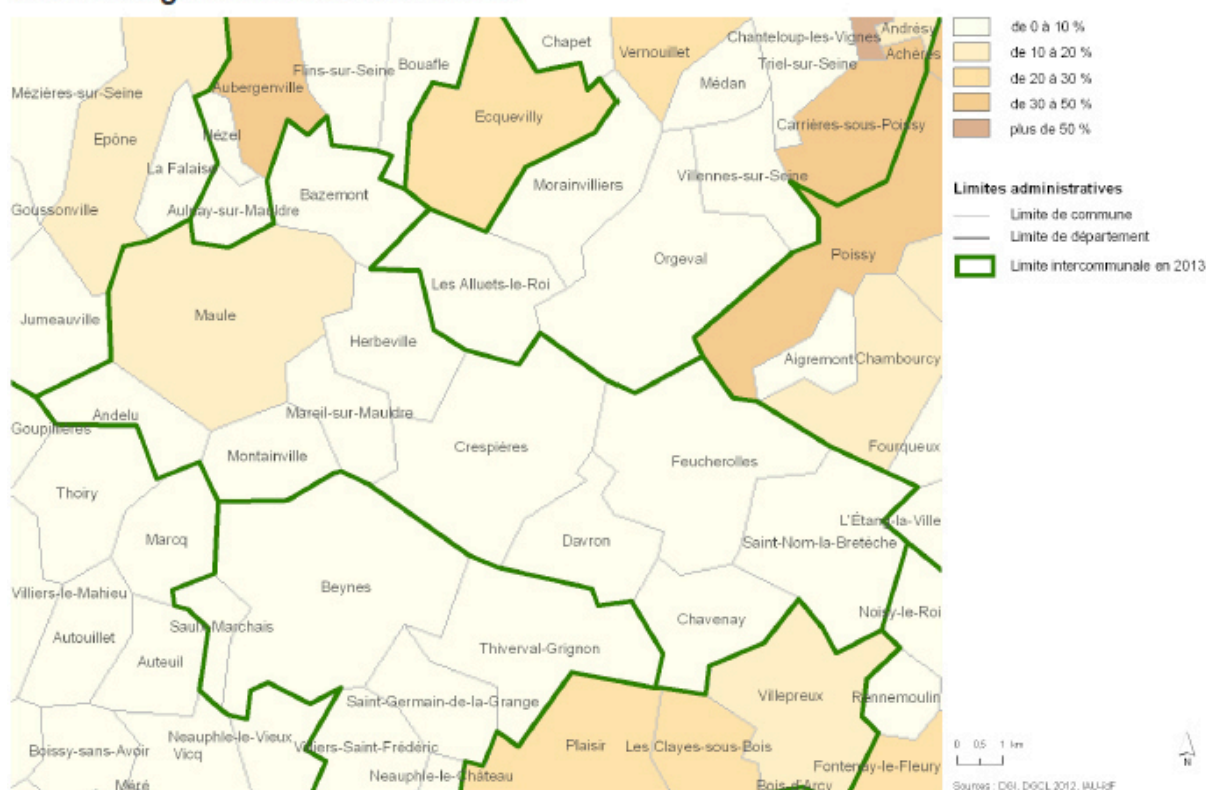 Chapet
Vernouillet
Chanteloup-les-Vignes
Andrésy
Flins-sur-Seine
Bouafle
Triel-sur-Seine
Achères
Mézières-sur-Seine
Aubergenville
Médan
Ecquevilly
Carrières-sous-Poissy
Epône
Nézel
La Falaise
Bazemont
Morainvilliers
Villennes-sur-Seine
Goussonville
Aulnay-sur-Mauldre
Orgeval
Poissy
Les Alluets-le-Roi
Jumeauville
Maule
Herbeville
Aigremont
Chambourcy
Andelu
Mareil-sur-Mauldre
Goupillières
Crespières
Fourqueux
Montainville
Feucherolles
Thoiry
L'Étang-la-Ville
Marcq
Davron
Saint-Nom-la-Bretèche
Villiers-le-Mahieu
Beynes
Noisy-le-Roi
Autouillet
Saulx-Marchais
Chavenay
Auteuil
Thiverval-Grignon
Villepreux
Rennemoulin
Saint-Germain-de-la-Grange
Boissy-sans-Avoir
Neauphle-le-Vieux
Vicq
Villiers-Saint-Frédéric
Plaisir
Les Clayes-sous-Bois
Fontenay-le-Fleury
Méré
Neauphle-le-Château
Bois-d'Arcy
de 0 à 10 %
de 10 à 20 %
de 20 à 30 %
de 30 à 50 %
plus de 50 %
Limites administratives
Limite de commune
Limite de département
Limite intercommunale en 2013
0 0,5 1 km
N
Sources : DGI, DGCL 2012, IAU-IdF